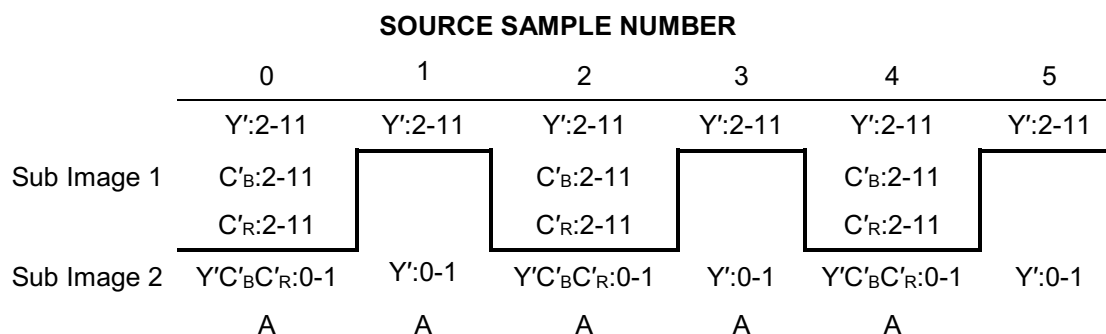 SOURCE SAMPLE NUMBER
0 1 2 3 4 5
Y′:2-11 Y′:2-11 Y′:2-11 Y′:2-11 Y′:2-11 Y′:2-11
Sub Image 1 C′B:2-11 C′B:2-11 C′B:2-11
C′R:2-11 C′R:2-11 C′R:2-11
Sub Image 2 Y′C′BC′R:0-1 Y′:0-1 Y′C′BC′R:0-1 Y′:0-1 Y′C′BC′R:0-1 Y′:0-1
A A A A A